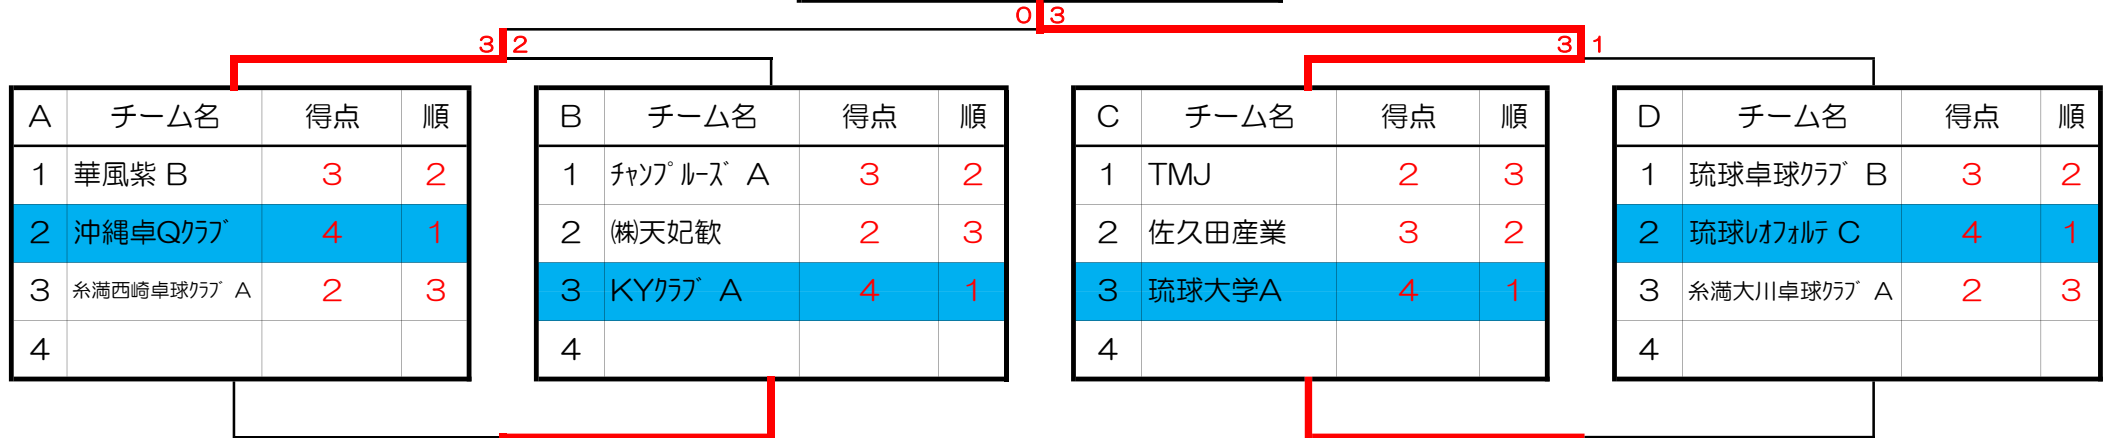 0 3
3 2
3 1
A チーム名 得点 順
1 華風紫 B 3 2
2 沖縄卓Qクラブ 4 1
3 糸満西崎卓球クラブ A 2 3
4
B チーム名 得点 順
1 チャンプルーズ A 3 2
2 ㈱天妃歓 2 3
3 KYクラブ A 4 1
4
C チーム名 得点 順
1 TMJ 2 3
2 佐久田産業 3 2
3 琉球大学A 4 1
4
D チーム名 得点 順
1 琉球卓球クラブ B 3 2
2 琉球レオフォルテ C 4 1
3 糸満大川卓球クラブ A 2 3
4